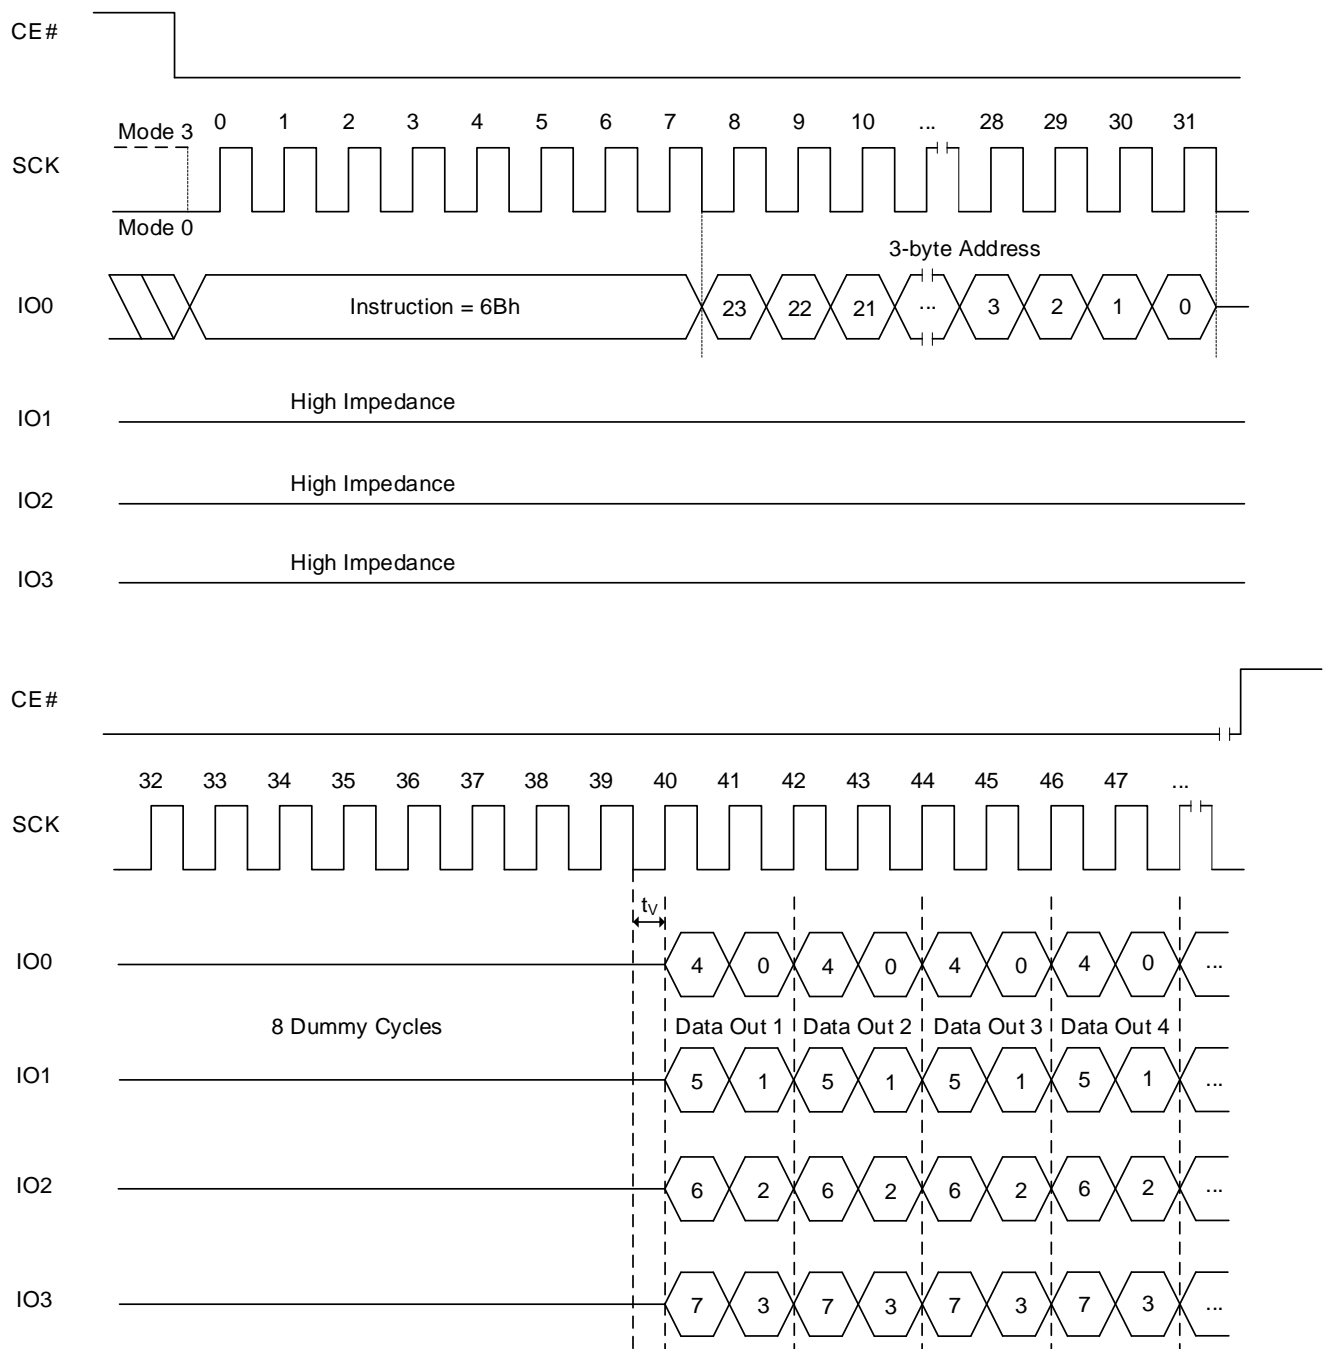 CE#
Mode 3 0 1 2 3 4 5 6 7 8 9 10 ... 28 29 30 31
SCK
Mode 0
3-byte Address
IO0 Instruction = 6Bh 23 22 21 ... 3 2 1 0
High Impedance
IO1
High Impedance
IO2
High Impedance
IO3
CE#
32 33 34 35 36 37 38 39 40 41 42 43 44 45 46 47 ...
SCK
tV
IO0 4 0 4 0 4 0 4 0 ...
8 Dummy Cycles Data Out 1 Data Out 2 Data Out 3 Data Out 4
IO1 5 1 5 1 5 1 5 1 ...
IO2 6 2 6 2 6 2 6 2 ...
IO3 7 3 7 3 7 3 7 3 ...